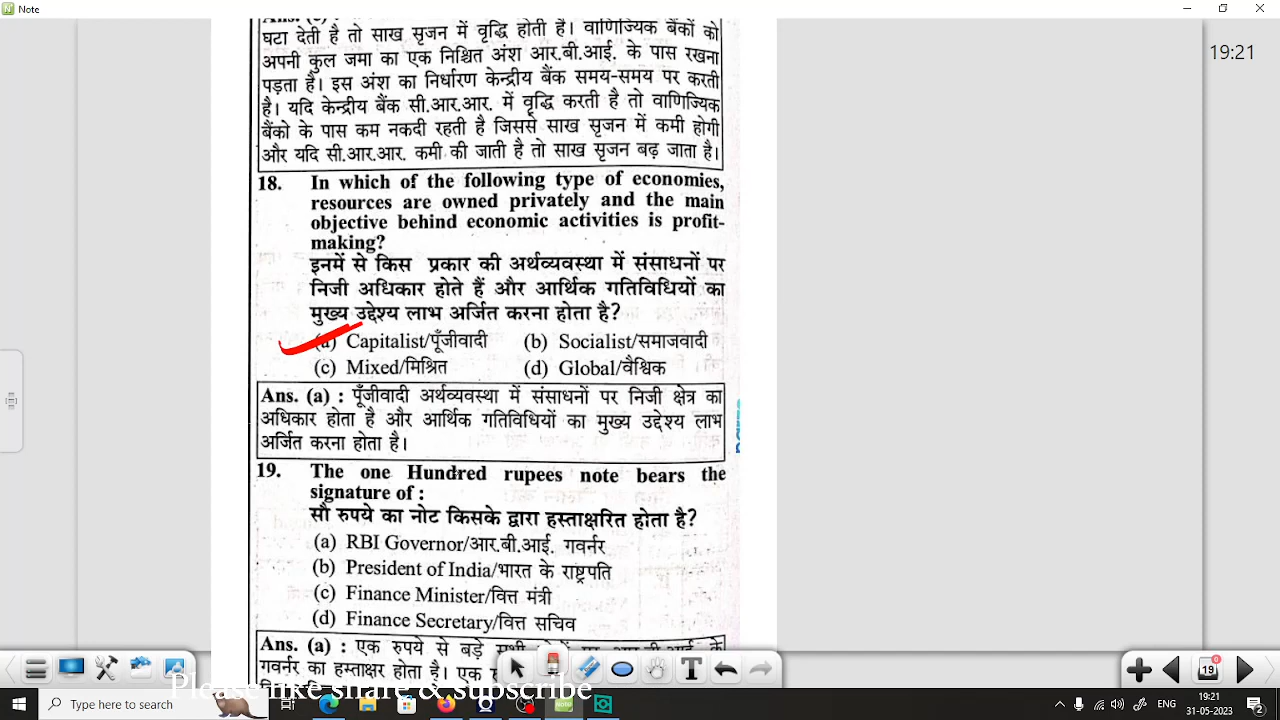 Note
19:21
Ans. (c) :
घटा देती है तो साख सृजन में वृद्धि होती है। वाणिज्यिक बैंकों को
अपनी कुल जमा का एक निश्चित अंश आर.बी.आई. के पास रखना
पड़ता है। इस अंश का निर्धारण केन्द्रीय बैंक समय-समय पर करती
है। यदि केन्द्रीय बैंक सी.आर.आर. में वृद्धि करती है तो वाणिज्यिक
बैंको के पास कम नकदी रहती है जिससे साख सृजन में कमी होगी
और यदि सी.आर.आर. कमी की जाती है तो साख सृजन बढ़ जाता है।
18. In which of the following type of economies,
resources are owned privately and the main
objective behind economic activities is profit-
making?
इनमें से किस प्रकार की अर्थव्यवस्था में संसाधनों पर
निजी अधिकार होते हैं और आर्थिक गतिविधियों का
मुख्य उद्देश्य लाभ अर्जित करना होता है?
(a) Capitalist/पूँजीवादी (b) Socialist/समाजवादी
(c) Mixed/मिश्रित (d) Global/वैश्विक
Ans. (a) : पूँजीवादी अर्थव्यवस्था में संसाधनों पर निजी क्षेत्र का
अधिकार होता है और आर्थिक गतिविधियों का मुख्य उद्देश्य लाभ
अर्जित करना होता है।
19. The one Hundred rupees note bears the
signature of :
सौ रुपये का नोट किसके द्वारा हस्ताक्षरित होता है?
(a) RBI Governor/आर.बी.आई. गवर्नर
(b) President of India/भारत के राष्ट्रपति
(c) Finance Minister/वित्त मंत्री
(d) Finance Secretary/वित्त सचिव
Ans. (a) : एक रुपये से बड़े सभी
गवर्नर का हस्ताक्षर होता है। एक
Please like share & subscribe
19
Type here to search
19:21
31-05-2023